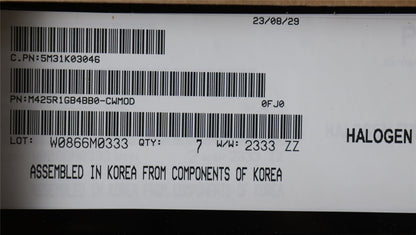 23/08/29
C.PN:5M31K03046
PN:M425R1GB4BB0-CWMOD 0FJ0
LOT: W0866M0333 QTY: 7 W/W: 2333 ZZ
HALOGEN
ASSEMBLED IN KOREA FROM COMPONENTS OF KOREA